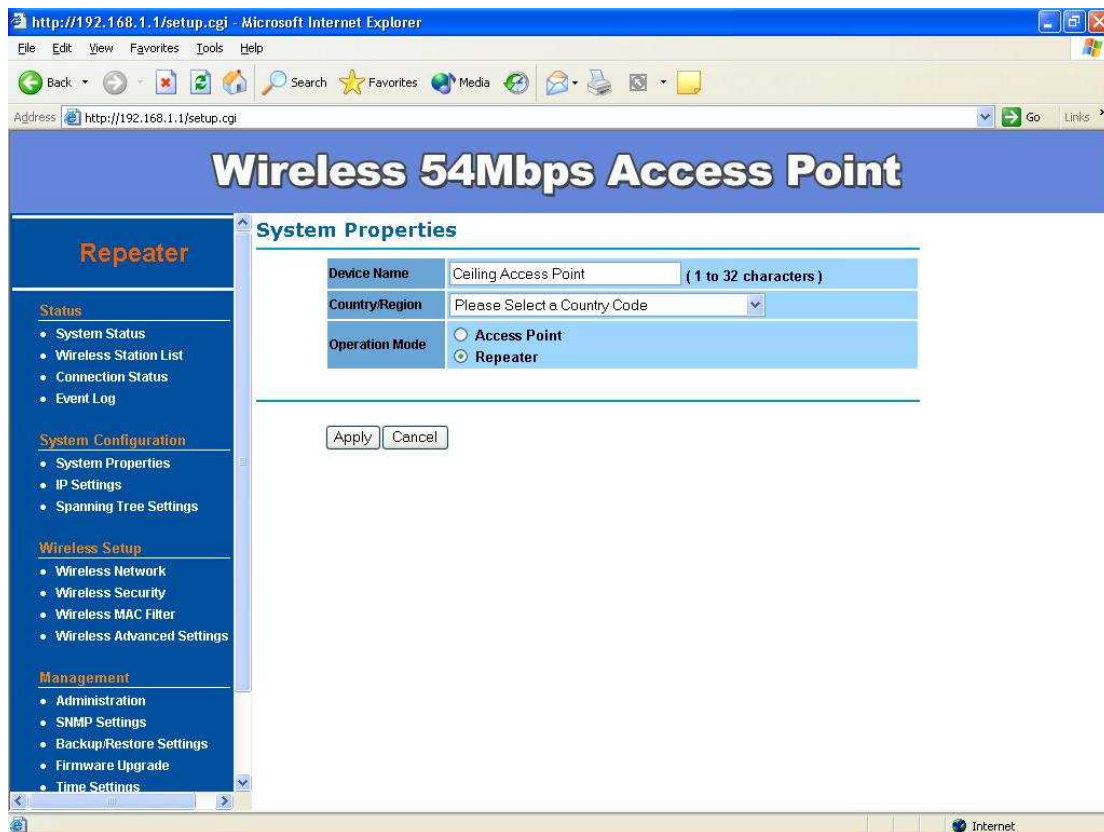 http://192.168.1.1/setup.cgi - Microsoft Internet Explorer
File Edit View Favorites Tools Help
Back Search Favorites Media
Address http://192.168.1.1/setup.cgi Go Links
Wireless 54Mbps Access Point
Repeater
Status
System Status
Wireless Station List
Connection Status
Event Log
System Configuration
System Properties
IP Settings
Spanning Tree Settings
Wireless Setup
Wireless Network
Wireless Security
Wireless MAC Filter
Wireless Advanced Settings
Management
Administration
SNMP Settings
Backup/Restore Settings
Firmware Upgrade
Time Settings
System Properties
Device Name Ceiling Access Point ( 1 to 32 characters )
Country/Region Please Select a Country Code
Operation Mode
Access Point
Repeater
Apply Cancel
Internet